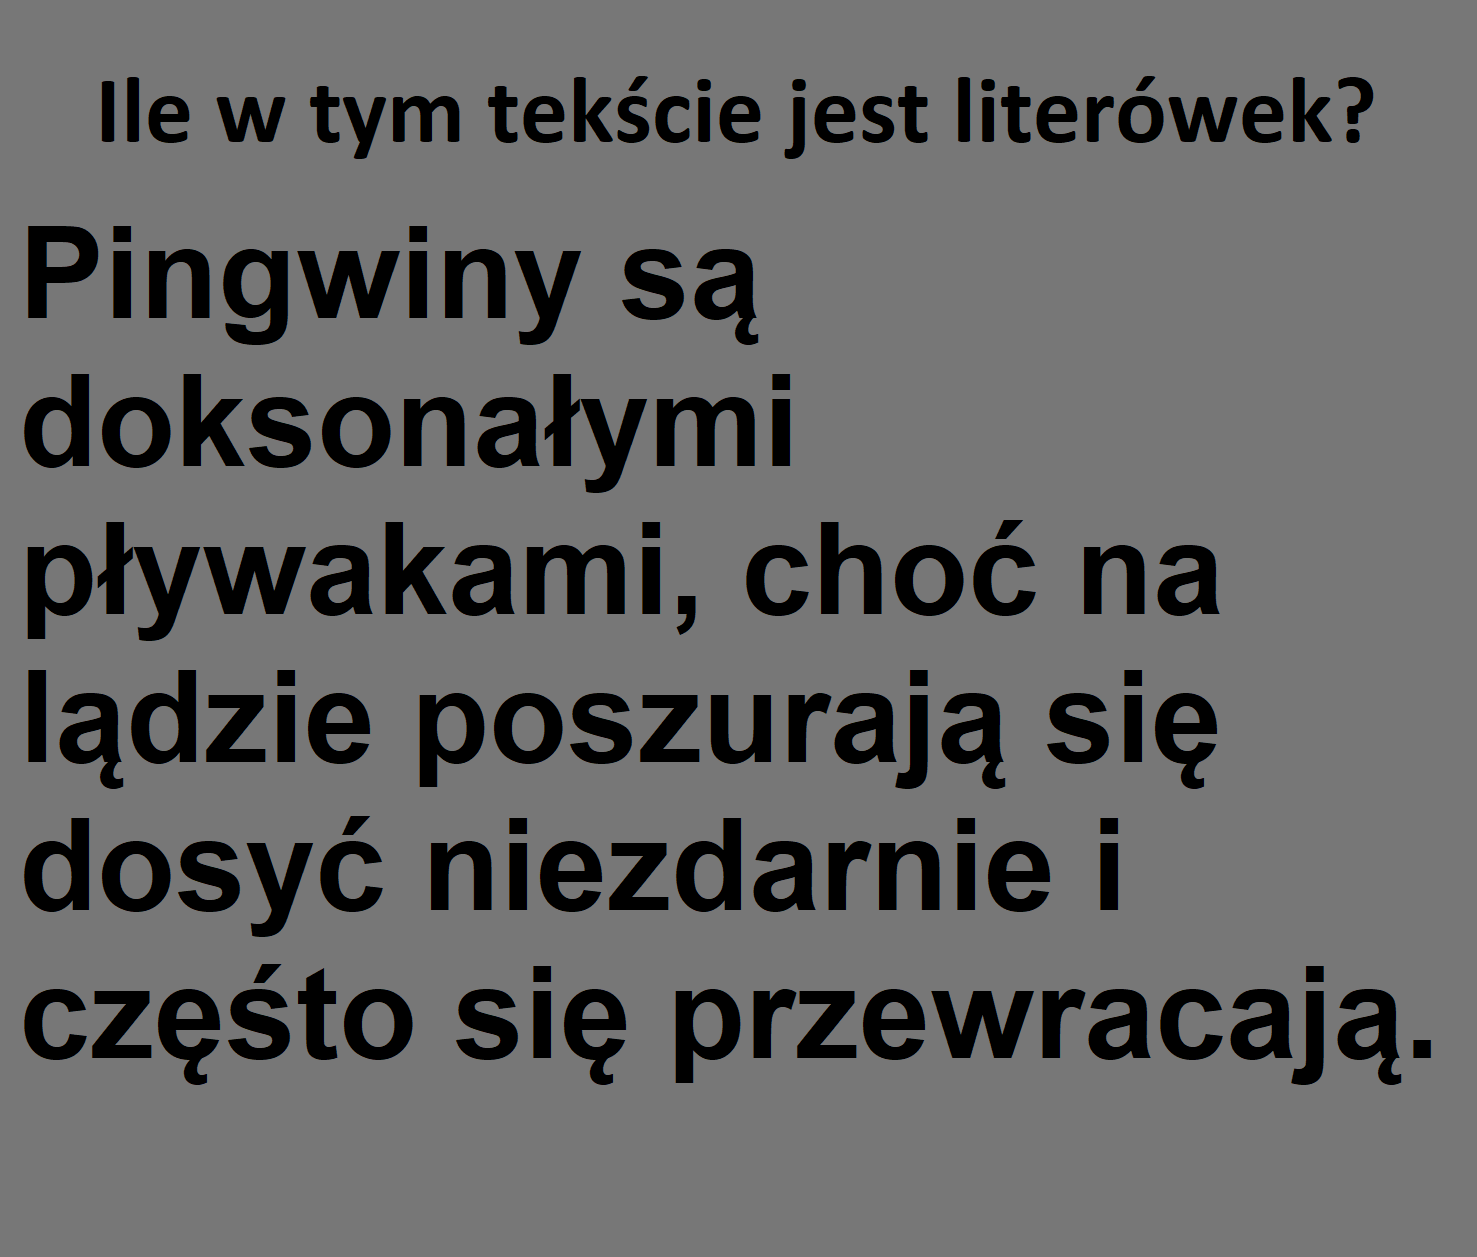 Ile w tym tekście jest literówek?
Pingwiny są
doksonałymi
pływakami, choć na
lądzie poszurają się
dosyć niezdarnie i
częśto się przewracają.